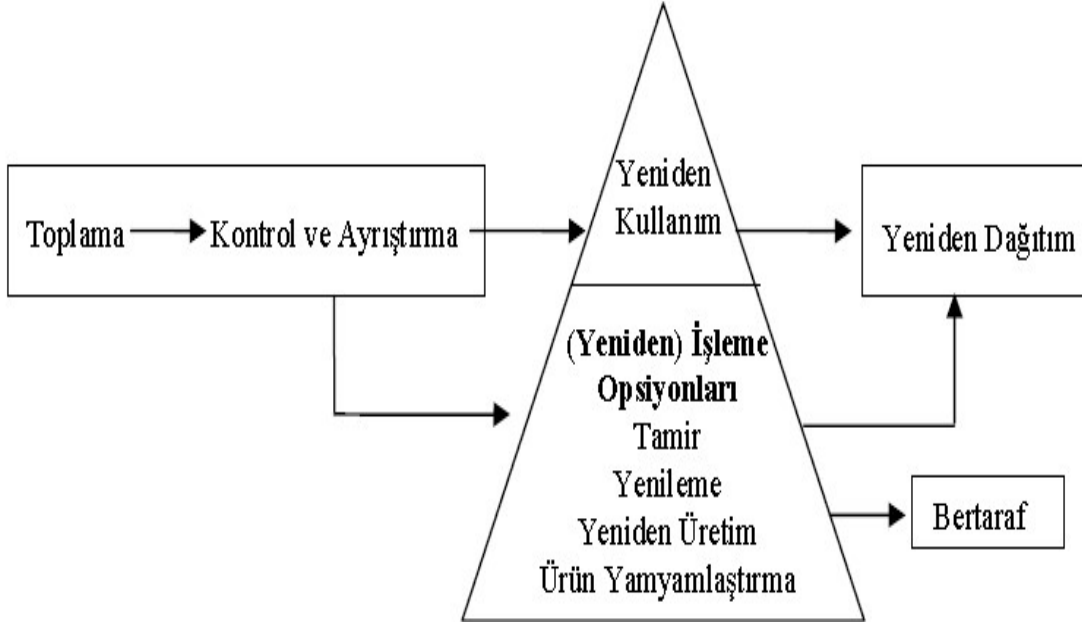 Toplama
Kontrol ve Ayrıştırma
Yeniden
Kullanım
Yeniden Dağıtım
(Yeniden) İşleme
Opsiyonları
Tamir
Yenileme
Yeniden Üretim
Ürün Yamyamlaştırma
Bertaraf